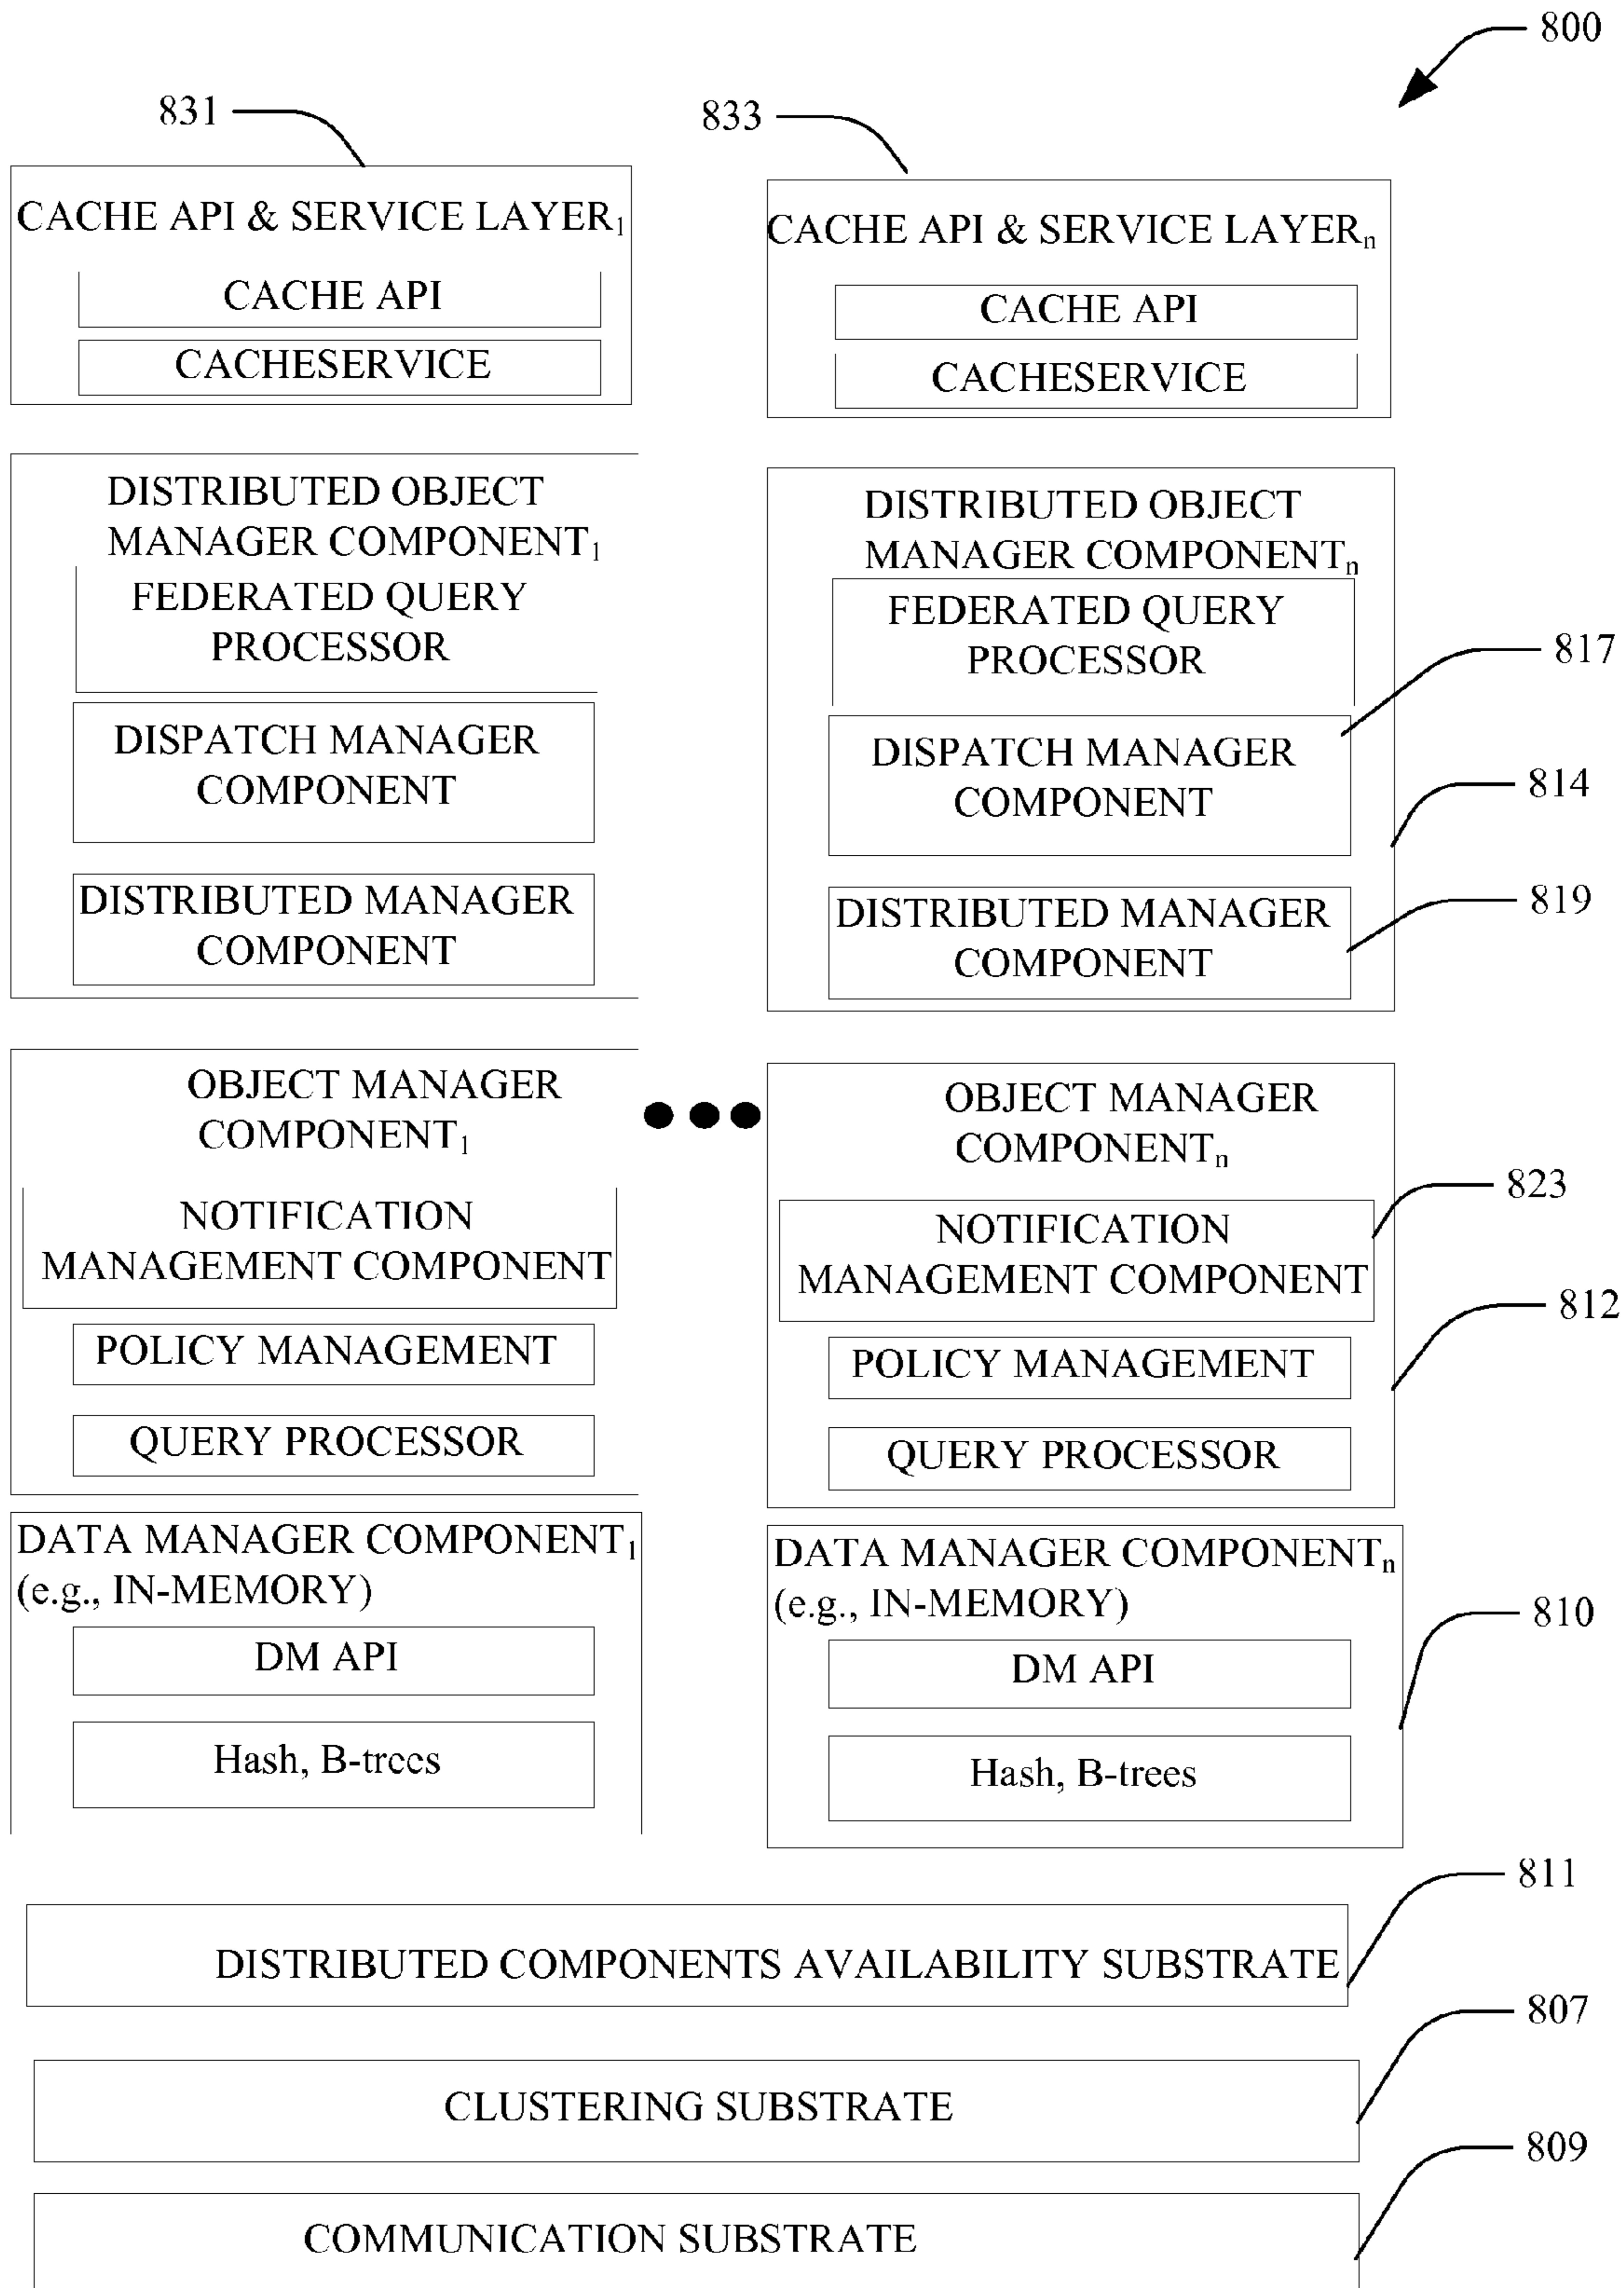 800
831
833
CACHE API & SERVICE LAYER1
CACHE API
CACHESERVICE
CACHE API & SERVICE LAYERn
CACHE API
CACHESERVICE
DISTRIBUTED OBJECT
MANAGER COMPONENT1
FEDERATED QUERY
PROCESSOR
DISPATCH MANAGER
COMPONENT
DISTRIBUTED MANAGER
COMPONENT
DISTRIBUTED OBJECT
MANAGER COMPONENTn
FEDERATED QUERY
PROCESSOR
817
DISPATCH MANAGER
COMPONENT
814
DISTRIBUTED MANAGER
COMPONENT
819
OBJECT MANAGER
COMPONENT1
NOTIFICATION
MANAGEMENT COMPONENT
POLICY MANAGEMENT
QUERY PROCESSOR
OBJECT MANAGER
COMPONENTn
823
NOTIFICATION
MANAGEMENT COMPONENT
812
POLICY MANAGEMENT
QUERY PROCESSOR
DATA MANAGER COMPONENT1
(e.g., IN-MEMORY)
DM API
Hash, B-trees
DATA MANAGER COMPONENTn
(e.g., IN-MEMORY)
810
DM API
Hash, B-trees
811
DISTRIBUTED COMPONENTS AVAILABILITY SUBSTRATE
807
CLUSTERING SUBSTRATE
809
COMMUNICATION SUBSTRATE